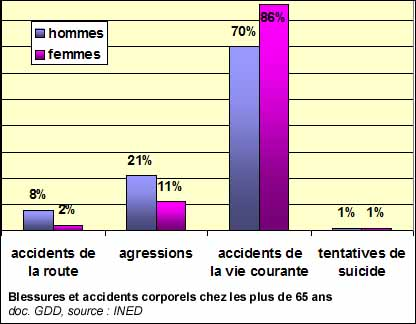 hommes
femmes
8%
2%
21%
11%
70%
86%
1%
1%
accidents de
la route
agressions
accidents de
la vie courante
tentatives de
suicide
Blessures et accidents corporels chez les plus de 65 ans
doc. GDD, source : INED